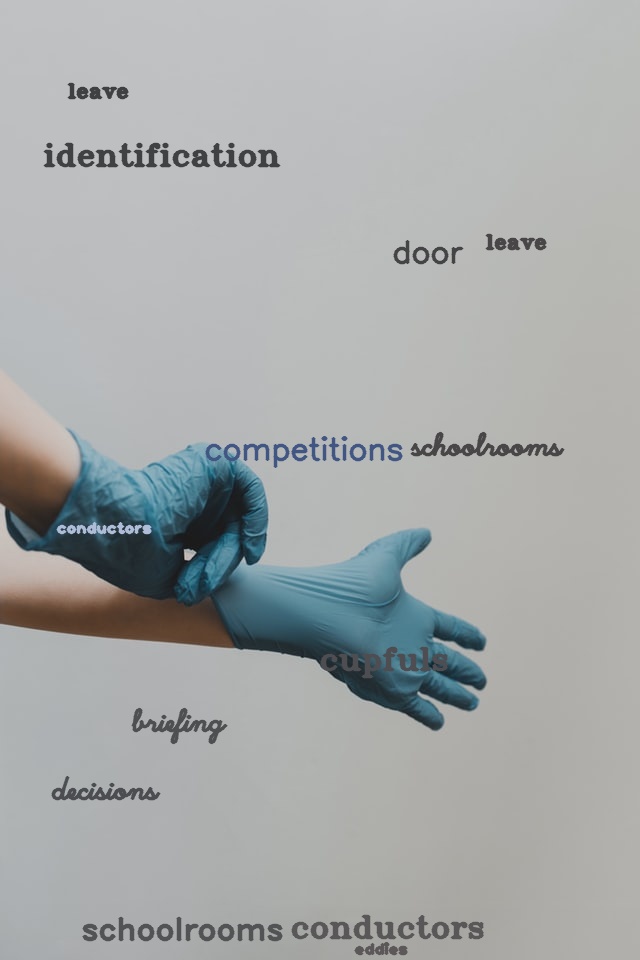 leave
identification
door leave
competitions schoolrooms
conductors
cupfuls
briefing
decisions
schoolrooms conductors
eddies